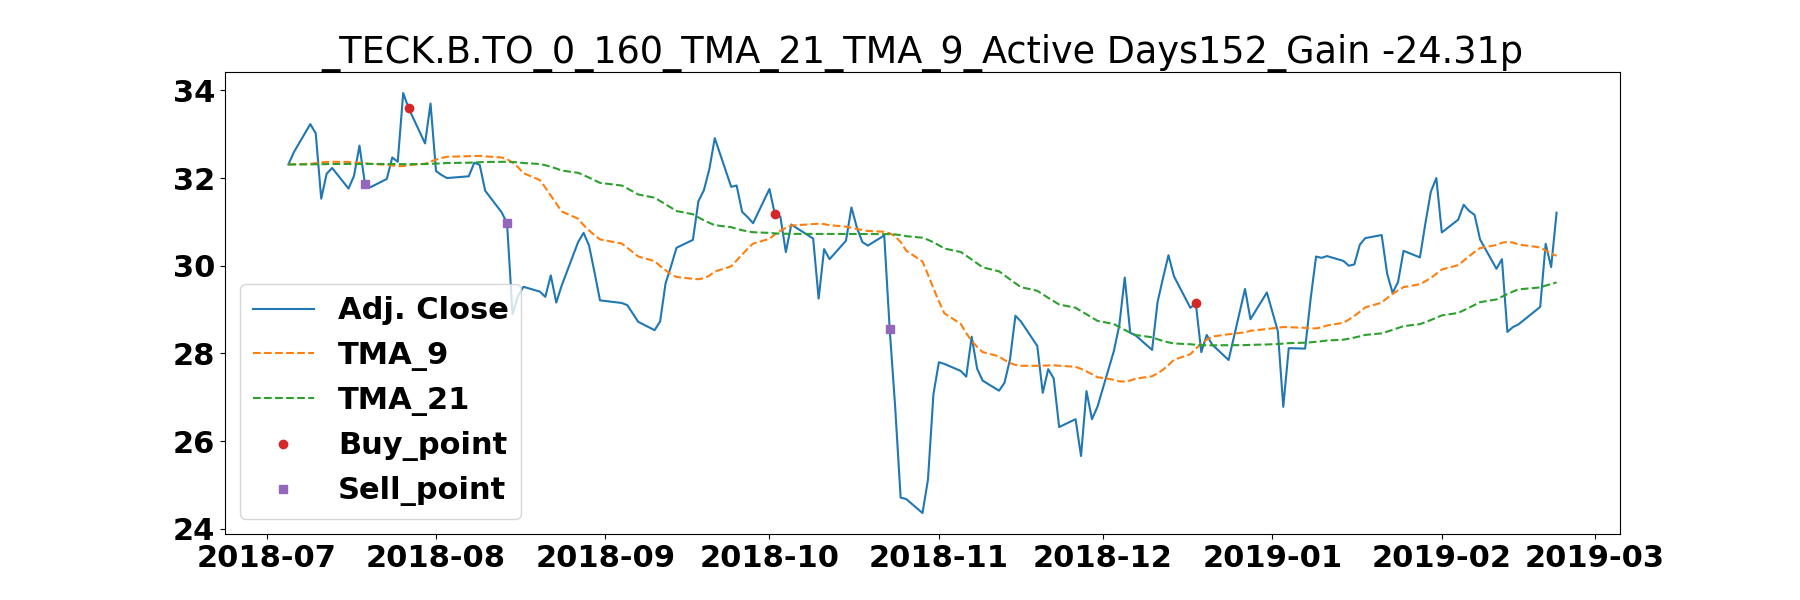 _TECK.B.TO_0_160_TMA_21_TMA_9_Active Days152_Gain -24.31p
34
32
30
28
26
24
Adj. Close
TMA_9
TMA_21
Buy_point
Sell_point
2018-07 2018-08 2018-09 2018-10 2018-11 2018-12 2019-01 2019-02 2019-03